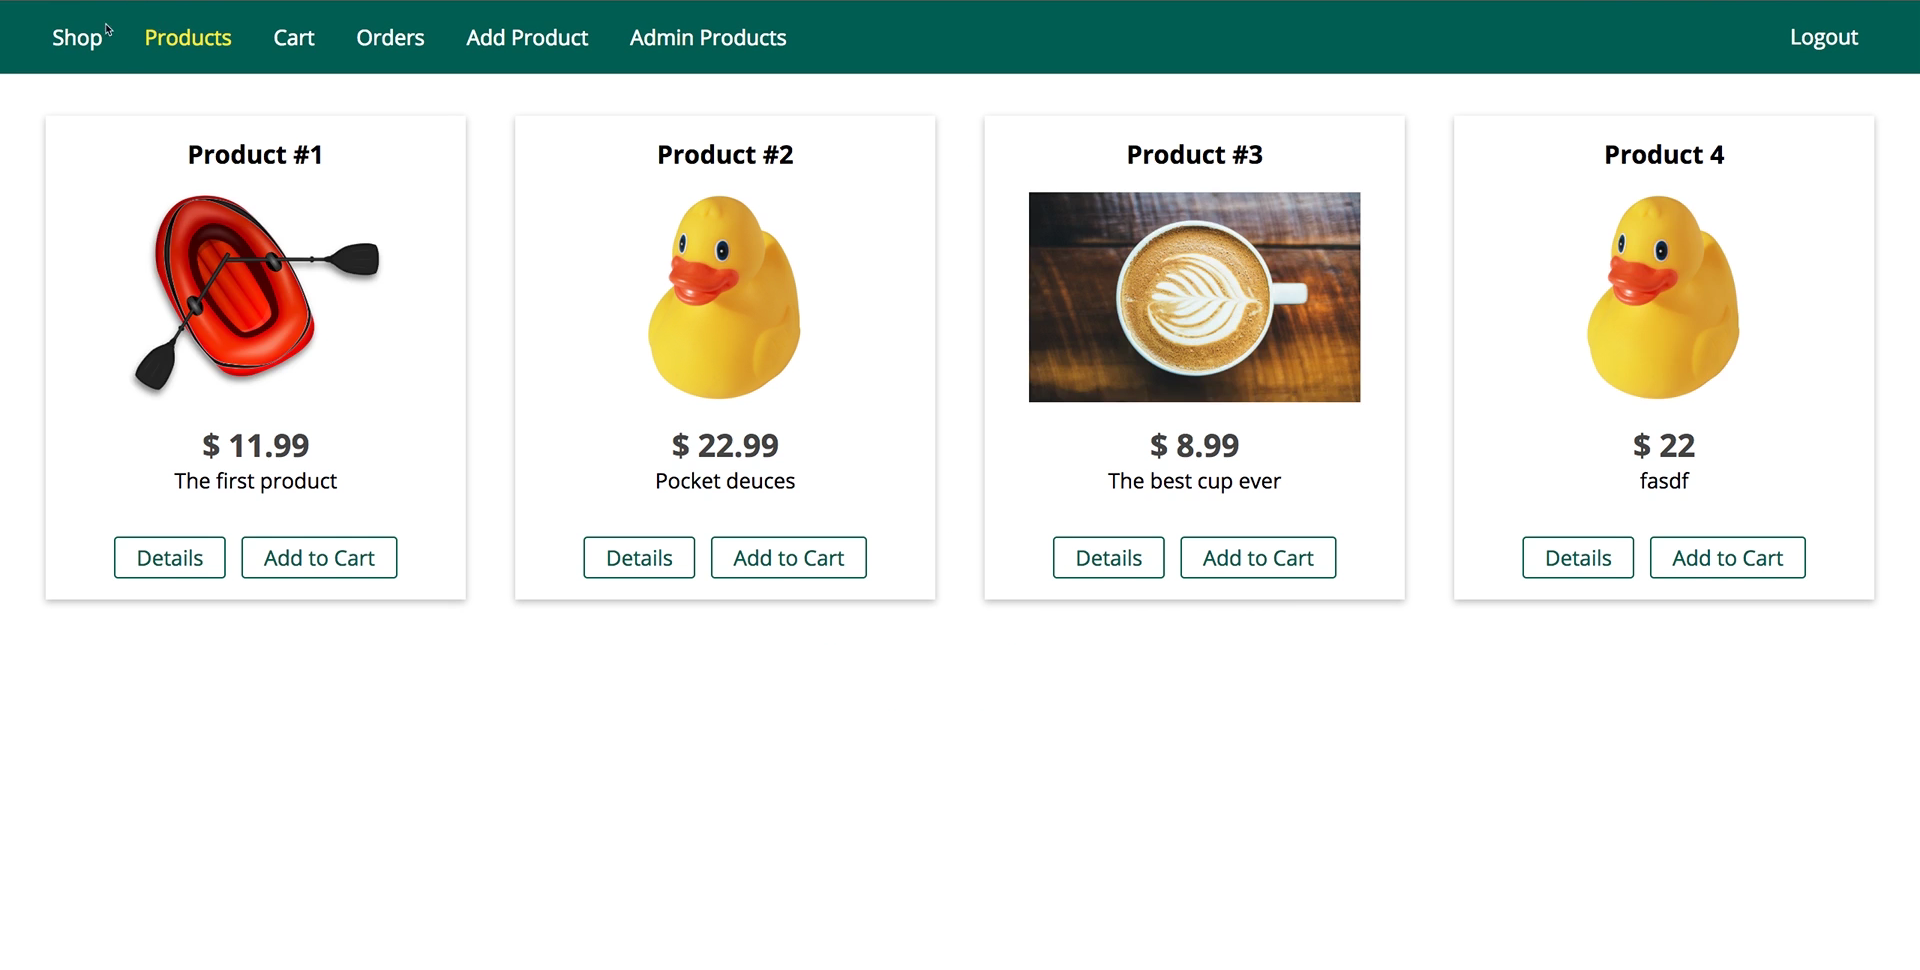 Shop Products Cart Orders Add Product Admin Products Logout
Product #1
$ 11.99
The first product
Details Add to Cart
Product #2
$ 22.99
Pocket deuces
Details Add to Cart
Product #3
$ 8.99
The best cup ever
Details Add to Cart
Product 4
$ 22
fasdf
Details Add to Cart